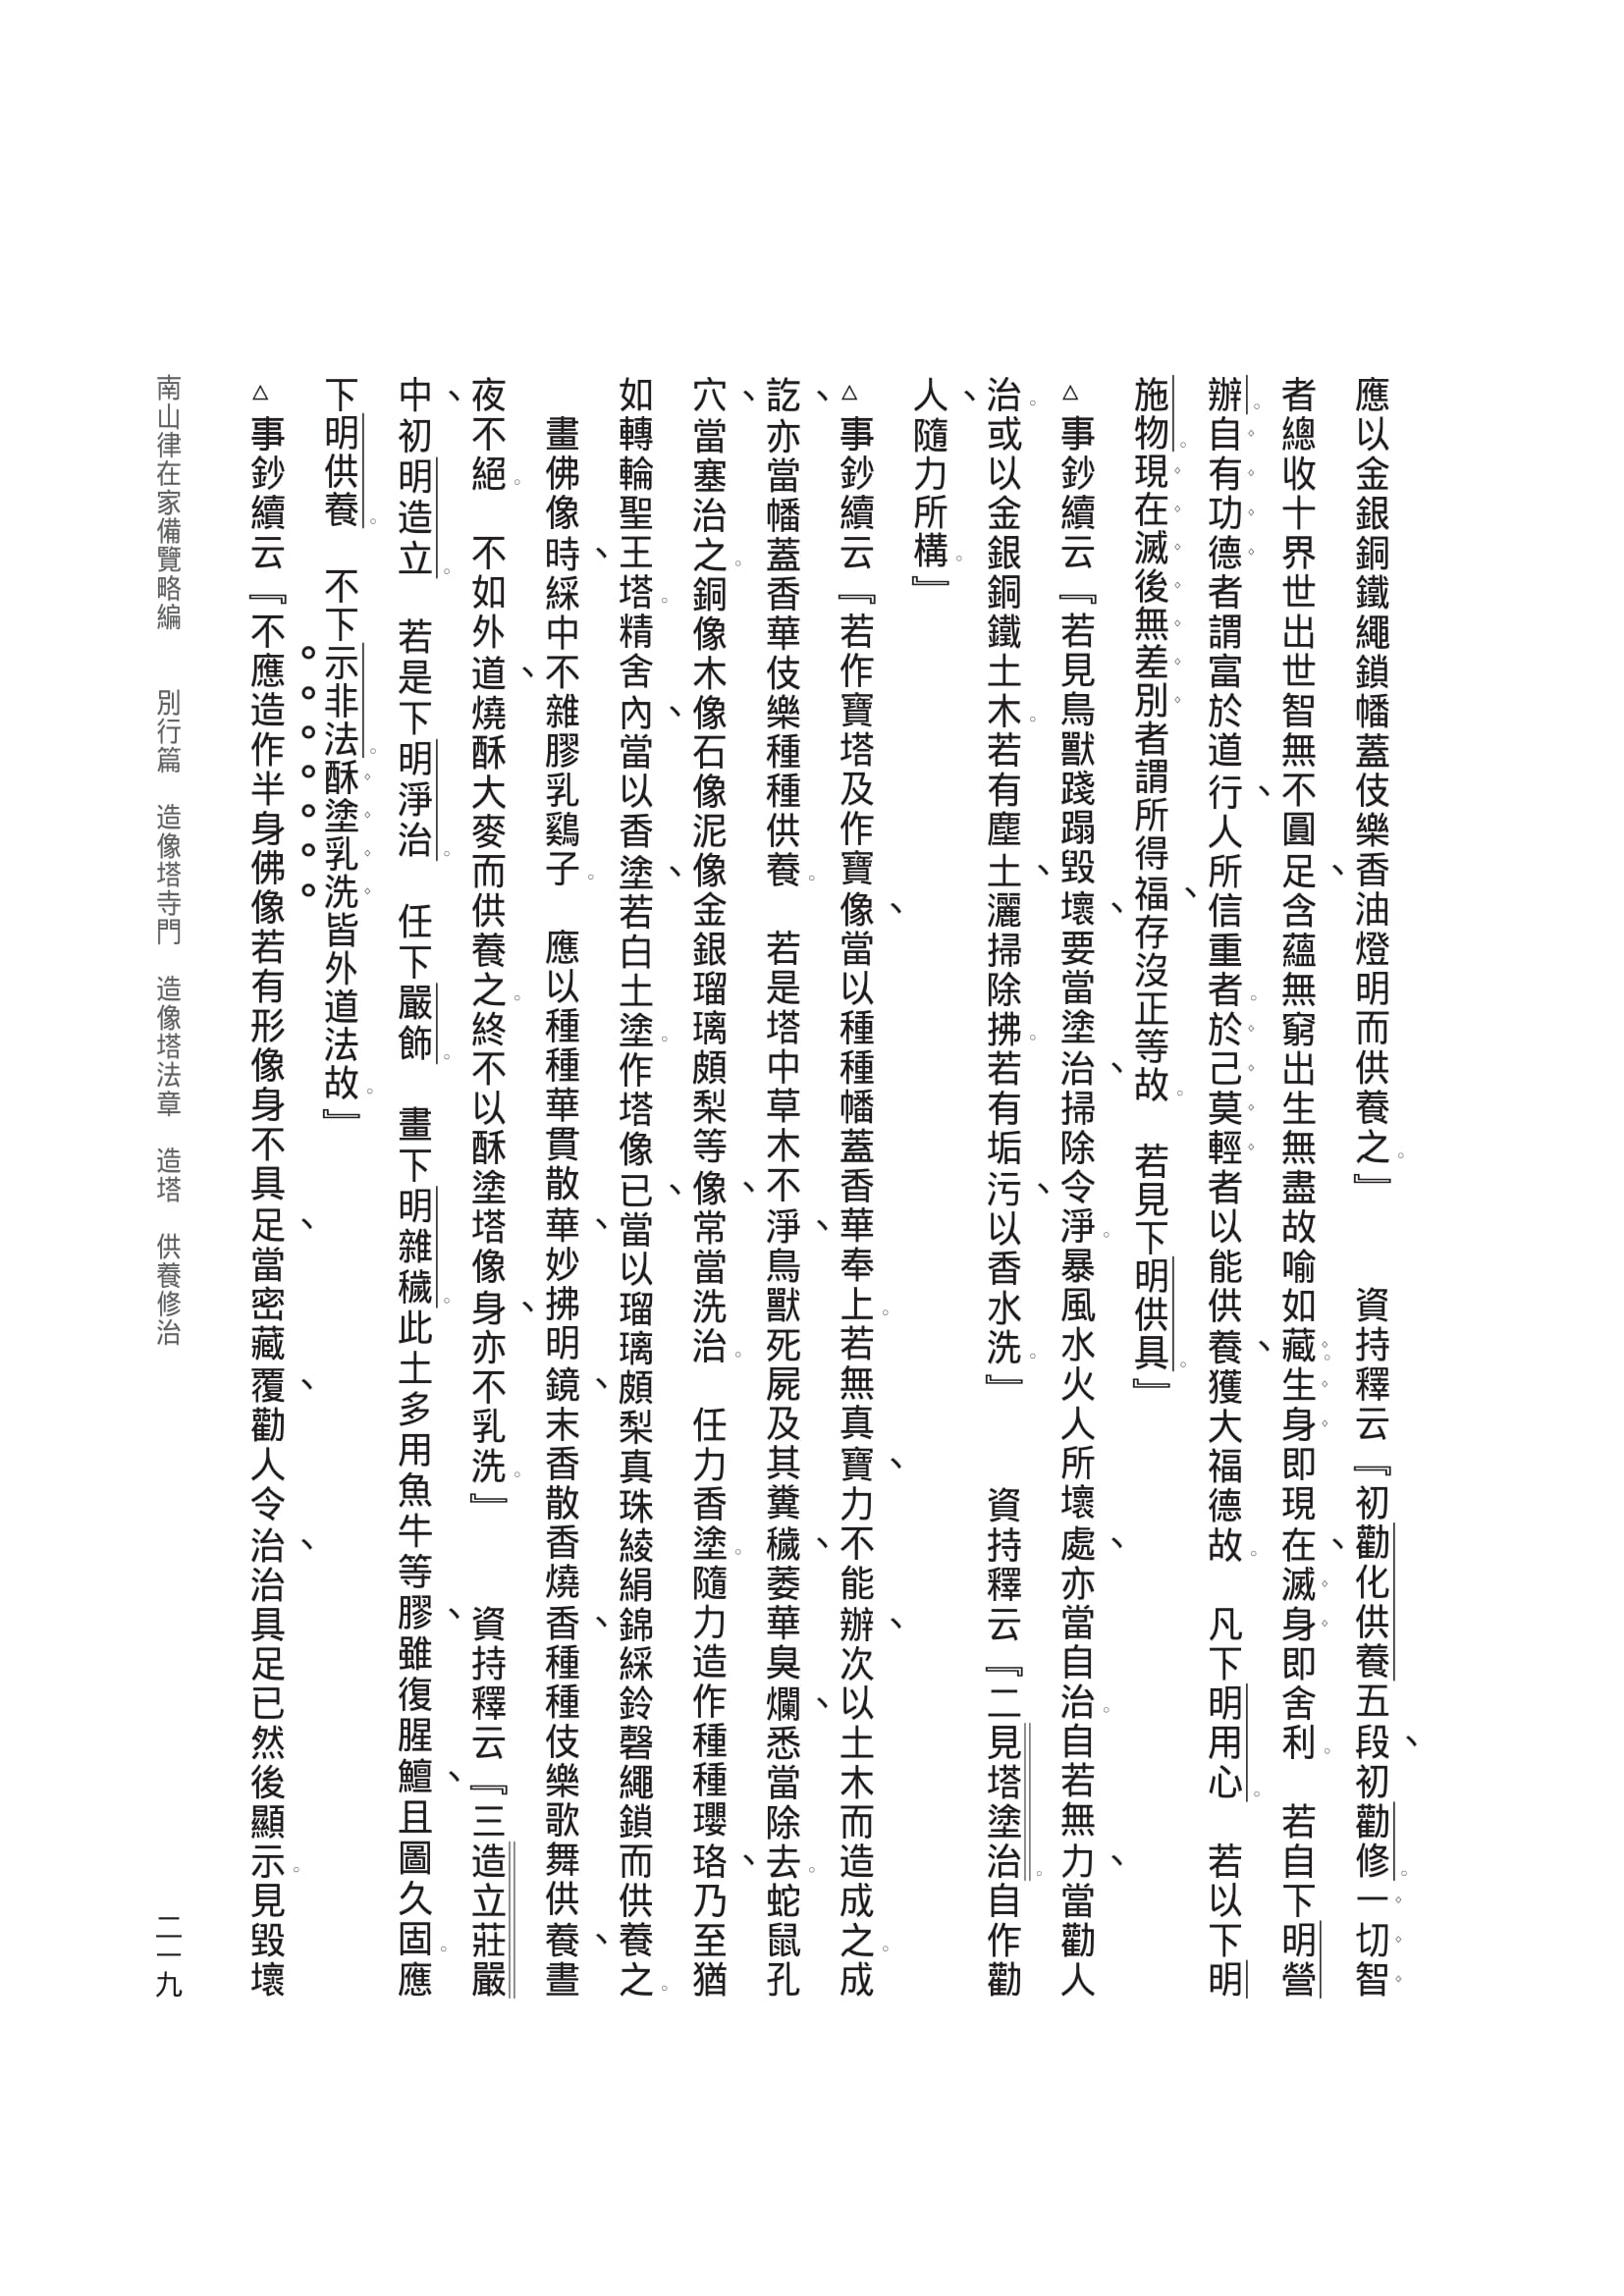 應以金銀銅鐵繩鎖幡蓋伎樂香油燈明而供養之。』　資持釋云『初勸化供養五段、初勸修。一切智
者總收十界世出世智無不圓足、含蘊無窮出生無盡故喻如藏。生身即現在、滅身即舍利。若自下明營
辦。自有功德者謂富於道行、人所信重者。於己莫輕者以能供養、獲大福德故。凡下明用心。若以下明
施物。現在滅後無差別者謂所得福、存沒正等故。若見下明供具。』
△事鈔續云『若見鳥獸踐蹋毀壞、要當塗治、掃除令淨。暴風水火人所壞處、亦當自治。自若無力、當勸人
治。或以金銀銅鐵土木。若有塵土、灑掃除拂。若有垢污、以香水洗。』　資持釋云『二見塔塗治。自作勸
人、隨力所構。』
△事鈔續云『若作寶塔及作寶像、當以種種幡蓋香華奉上。若無真寶、力不能辦、次以土木而造成之。成
訖、亦當幡蓋香華伎樂種種供養。若是塔中草木不淨、鳥獸死屍及其糞穢、萎華臭爛、悉當除去。蛇鼠孔
穴、當塞治之。銅像木像石像泥像金銀瑠璃頗梨等像、常當洗治。任力香塗。隨力造作種種瓔珞、乃至猶
如轉輪聖王塔。精舍內、當以香塗、若白土塗。作塔像已、當以瑠璃頗梨真珠綾絹錦綵鈴磬繩鎖而供養之。
畫佛像時、綵中不雜膠乳鷄子。應以種種華貫散華、妙拂明鏡、末香散香燒香、種種伎樂歌舞供養、晝
夜不絕。不如外道、燒酥大麥而供養之。終不以酥塗塔像身、亦不乳洗。』　資持釋云『三造立莊嚴
中、初明造立。若是下明淨治。任下嚴飾。畫下明雜穢。此土多用魚牛等膠、雖復腥鱣、且圖久固。應
下明供養。不下示非法。酥塗乳洗皆外道法故。』
△事鈔續云『不應造作半身佛像若有形像身不具足、當密藏覆、勸人令治、治具足已然後顯示。見毀壞
南山律在家備覽略編　別行篇　造像塔寺門　造像塔法章　造塔　供養修治
二一九